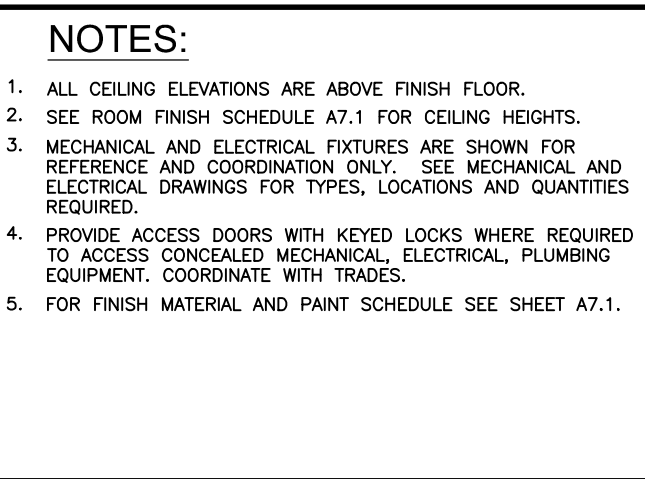 NOTES:
1. ALL CEILING ELEVATIONS ARE ABOVE FINISH FLOOR.
2. SEE ROOM FINISH SCHEDULE A7.1 FOR CEILING HEIGHTS.
3. MECHANICAL AND ELECTRICAL FIXTURES ARE SHOWN FOR
REFERENCE AND COORDINATION ONLY. SEE MECHANICAL AND
ELECTRICAL DRAWINGS FOR TYPES, LOCATIONS AND QUANTITIES
REQUIRED.
4. PROVIDE ACCESS DOORS WITH KEYED LOCKS WHERE REQUIRED
TO ACCESS CONCEALED MECHANICAL, ELECTRICAL, PLUMBING
EQUIPMENT. COORDINATE WITH TRADES.
5. FOR FINISH MATERIAL AND PAINT SCHEDULE SEE SHEET A7.1.